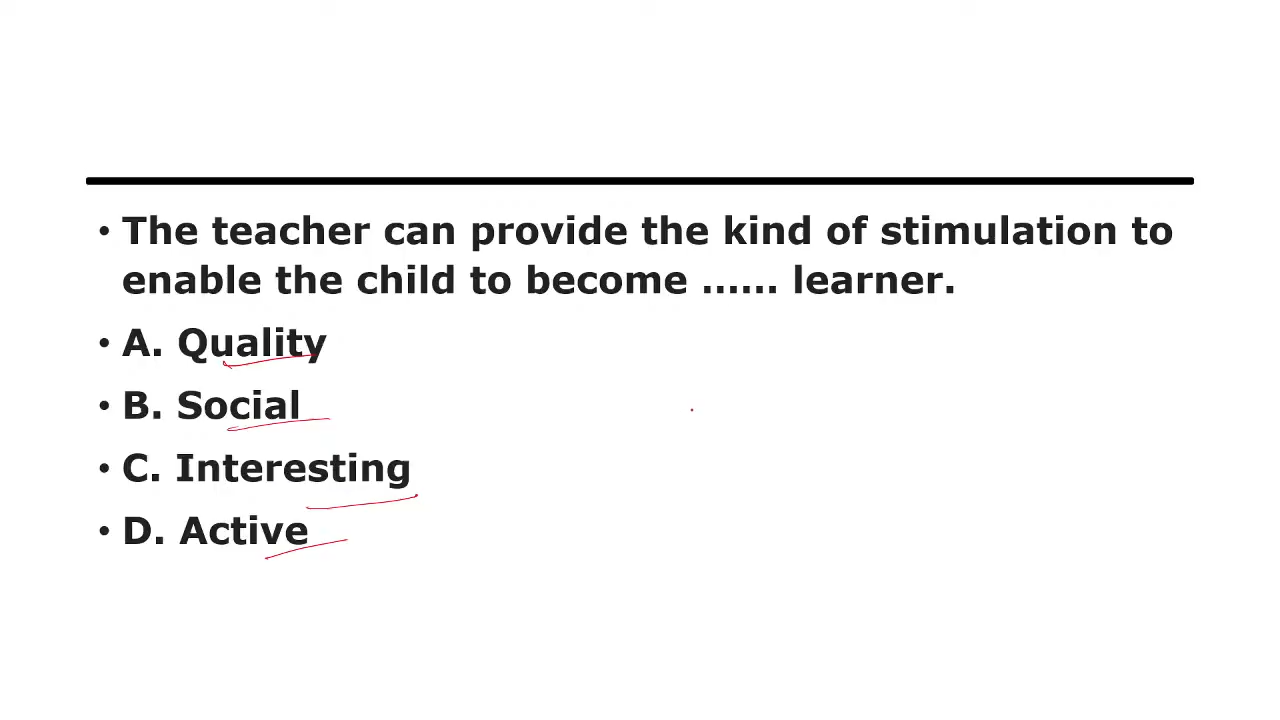 • The teacher can provide the kind of stimulation to
enable the child to become ...... learner.
• A. Quality
• B. Social
• C. Interesting
• D. Active